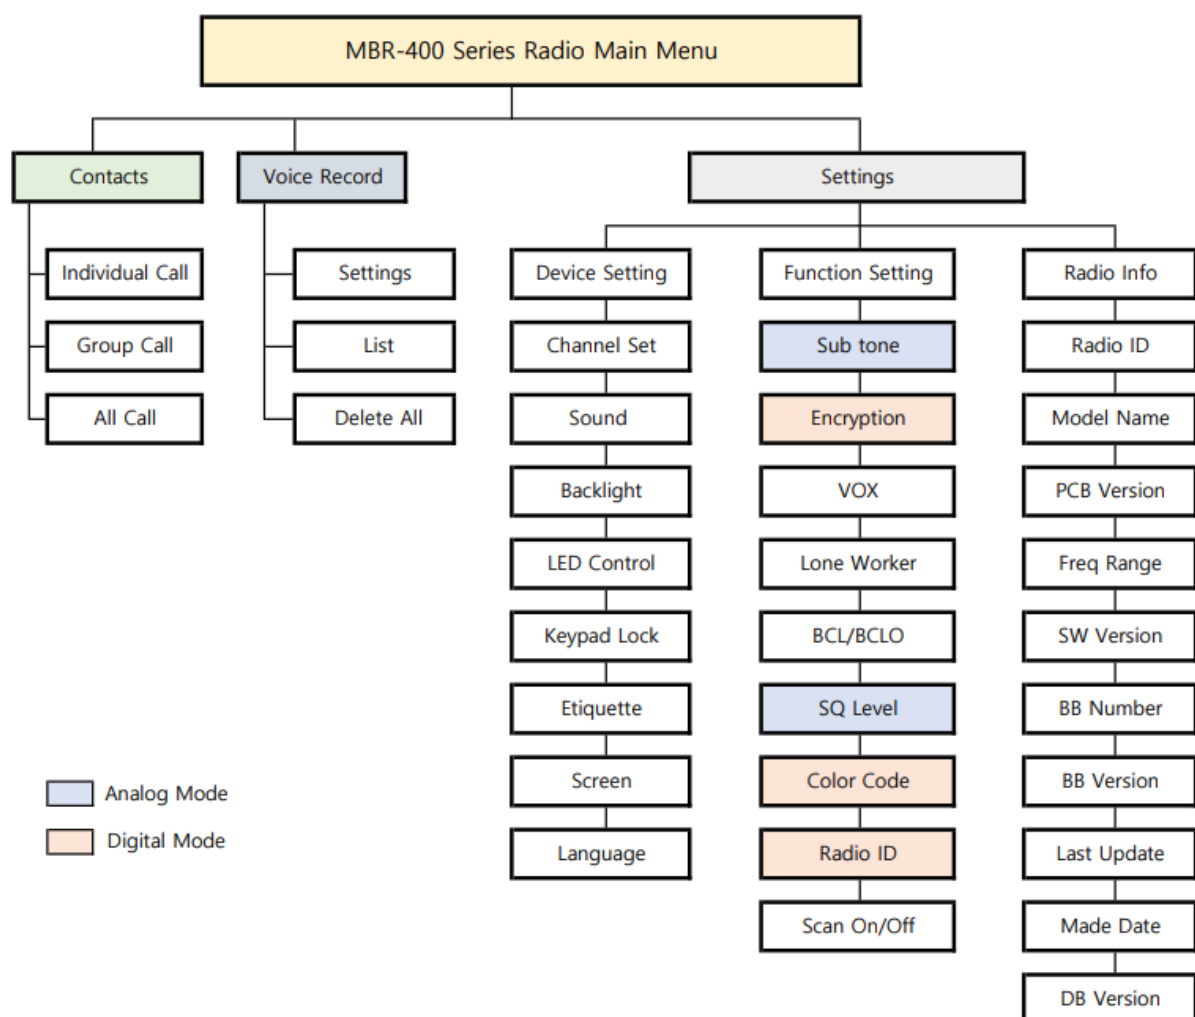 MBR-400 Series Radio Main Menu
Contacts
Voice Record
Settings
Individual Call
Group Call
All Call
Settings
List
Delete All
Device Setting
Channel Set
Sound
Backlight
LED Control
Keypad Lock
Etiquette
Screen
Language
Function Setting
Sub tone
Encryption
VOX
Lone Worker
BCL/BCLO
SQ Level
Color Code
Radio ID
Scan On/Off
Radio Info
Radio ID
Model Name
PCB Version
Freq Range
SW Version
BB Number
BB Version
Last Update
Made Date
DB Version
Analog Mode
Digital Mode